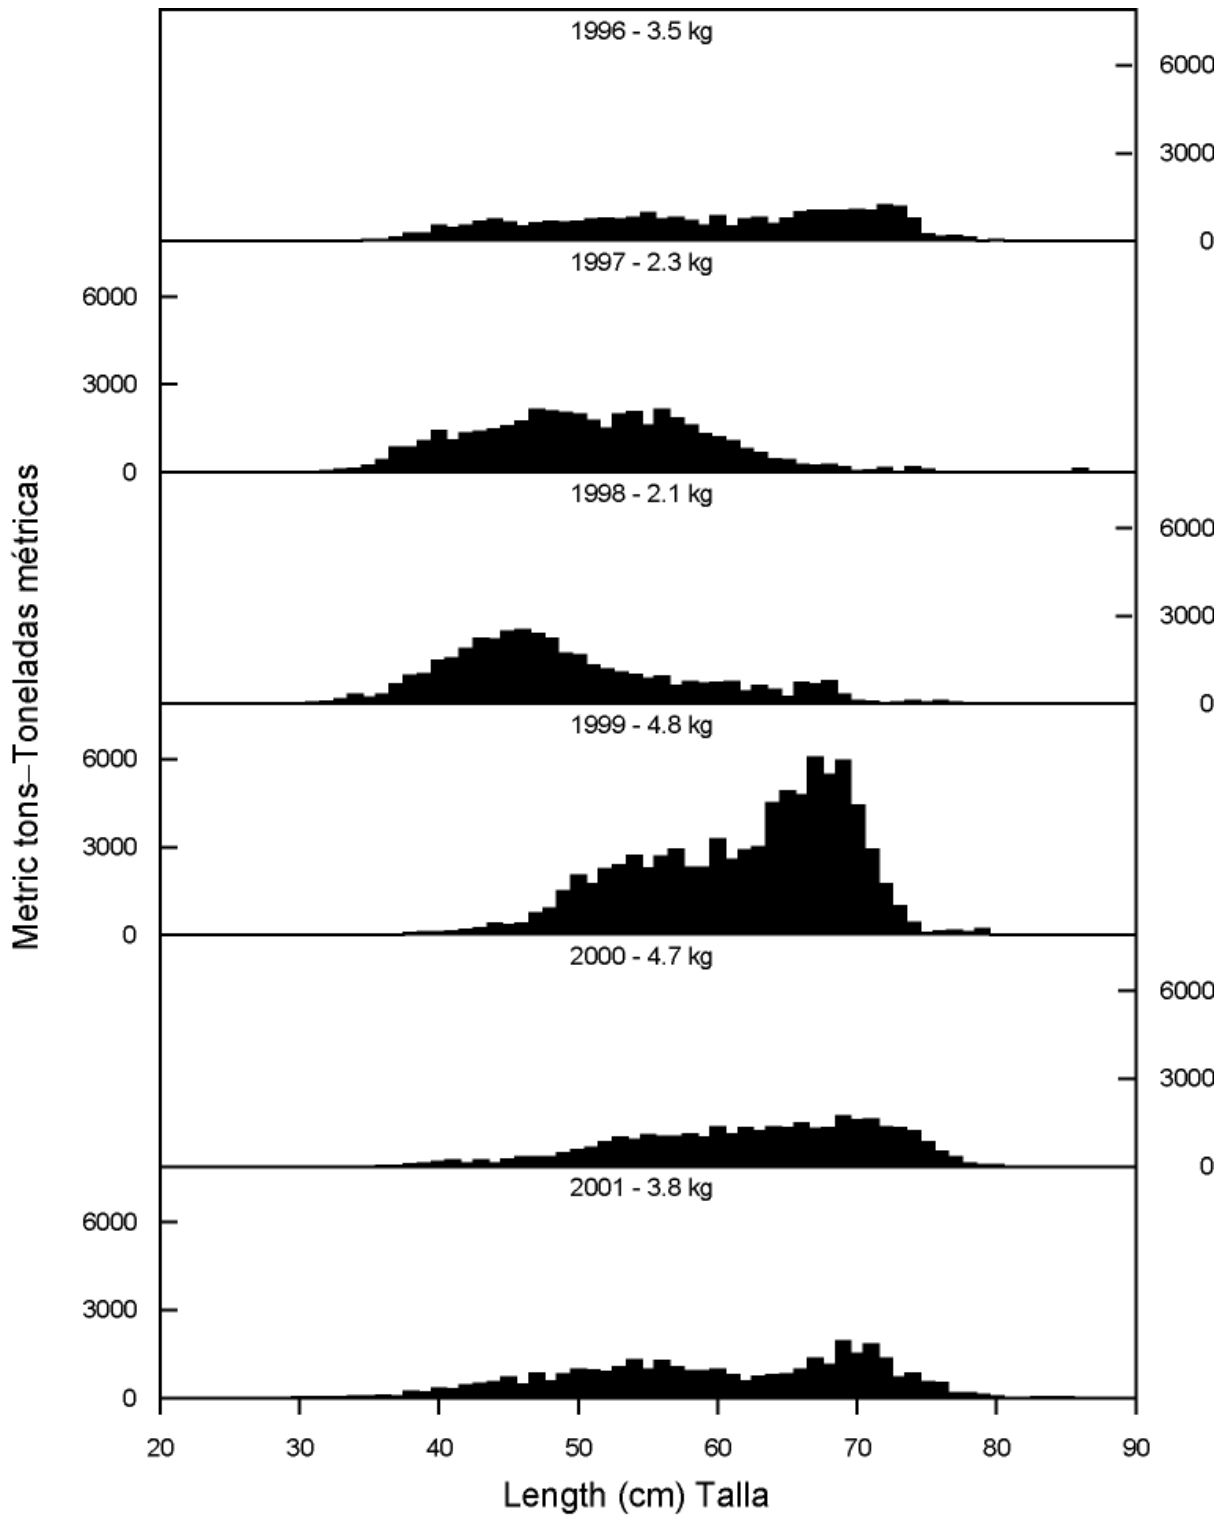 1996 - 3.5 kg
6000
3000
0
1997 - 2.3 kg
6000
3000
0
1998 - 2.1 kg
6000
3000
0
1999 - 4.8 kg
6000
3000
0
2000 - 4.7 kg
6000
3000
0
2001 - 3.8 kg
6000
3000
0
Metric tons–Toneladas métricas
20 30 40 50 60 70 80 90
Length (cm) Talla